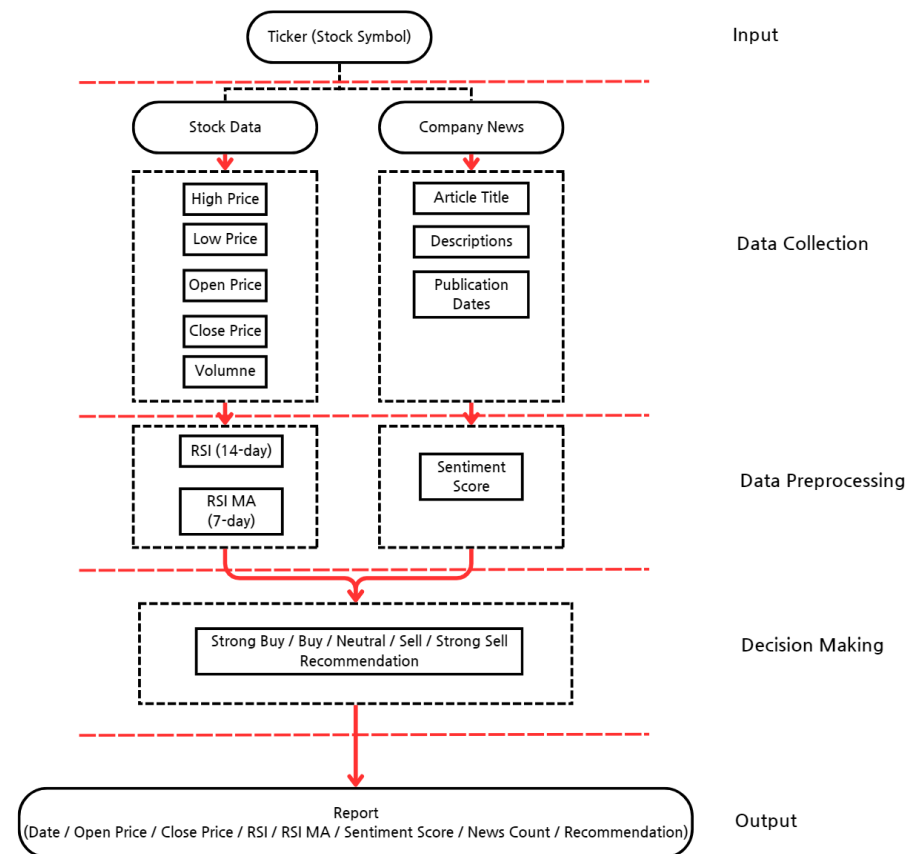 Ticker (Stock Symbol)
Input
Stock Data
Company News
High Price
Low Price
Open Price
Close Price
Volumne
Article Title
Descriptions
Publication
Dates
Data Collection
RSI (14-day)
RSI MA
(7-day)
Sentiment
Score
Data Preprocessing
Strong Buy / Buy / Neutral / Sell / Strong Sell
Recommendation
Decision Making
Report
(Date / Open Price / Close Price / RSI / RSI MA / Sentiment Score / News Count / Recommendation)
Output